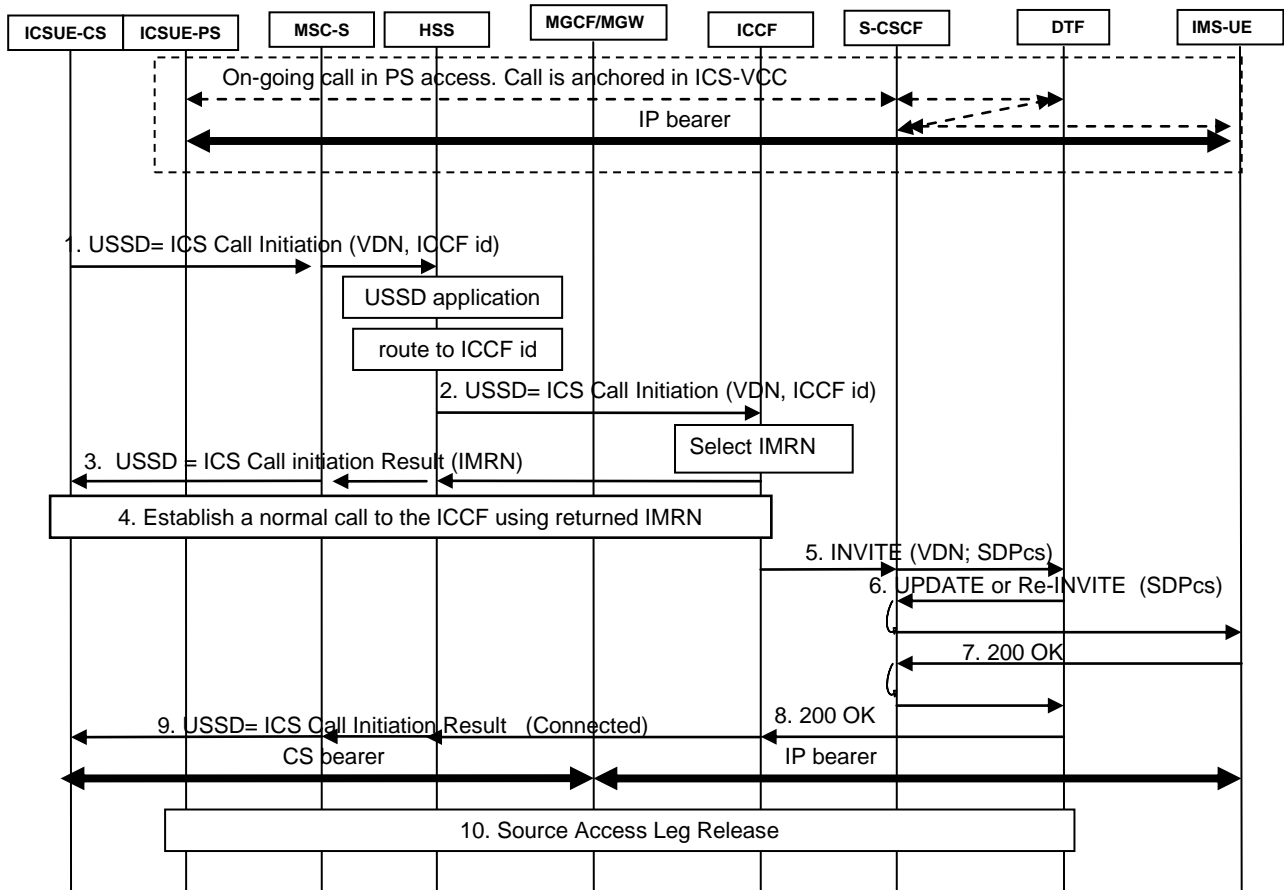 ICSUE-CS ICSUE-PS MSC-S HSS MGCF/MGW ICCF S-CSCF DTF IMS-UE
On-going call in PS access. Call is anchored in ICS-VCC
IP bearer
1. USSD= ICS Call Initiation (VDN, ICCF id)
USSD application
route to ICCF id
2. USSD= ICS Call Initiation (VDN, ICCF id)
Select IMRN
3. USSD = ICS Call initiation Result (IMRN)
4. Establish a normal call to the ICCF using returned IMRN
5. INVITE (VDN; SDPcs)
6. UPDATE or Re-INVITE (SDPcs)
7. 200 OK
8. 200 OK
9. USSD= ICS Call Initiation Result (Connected)
CS bearer IP bearer
10. Source Access Leg Release